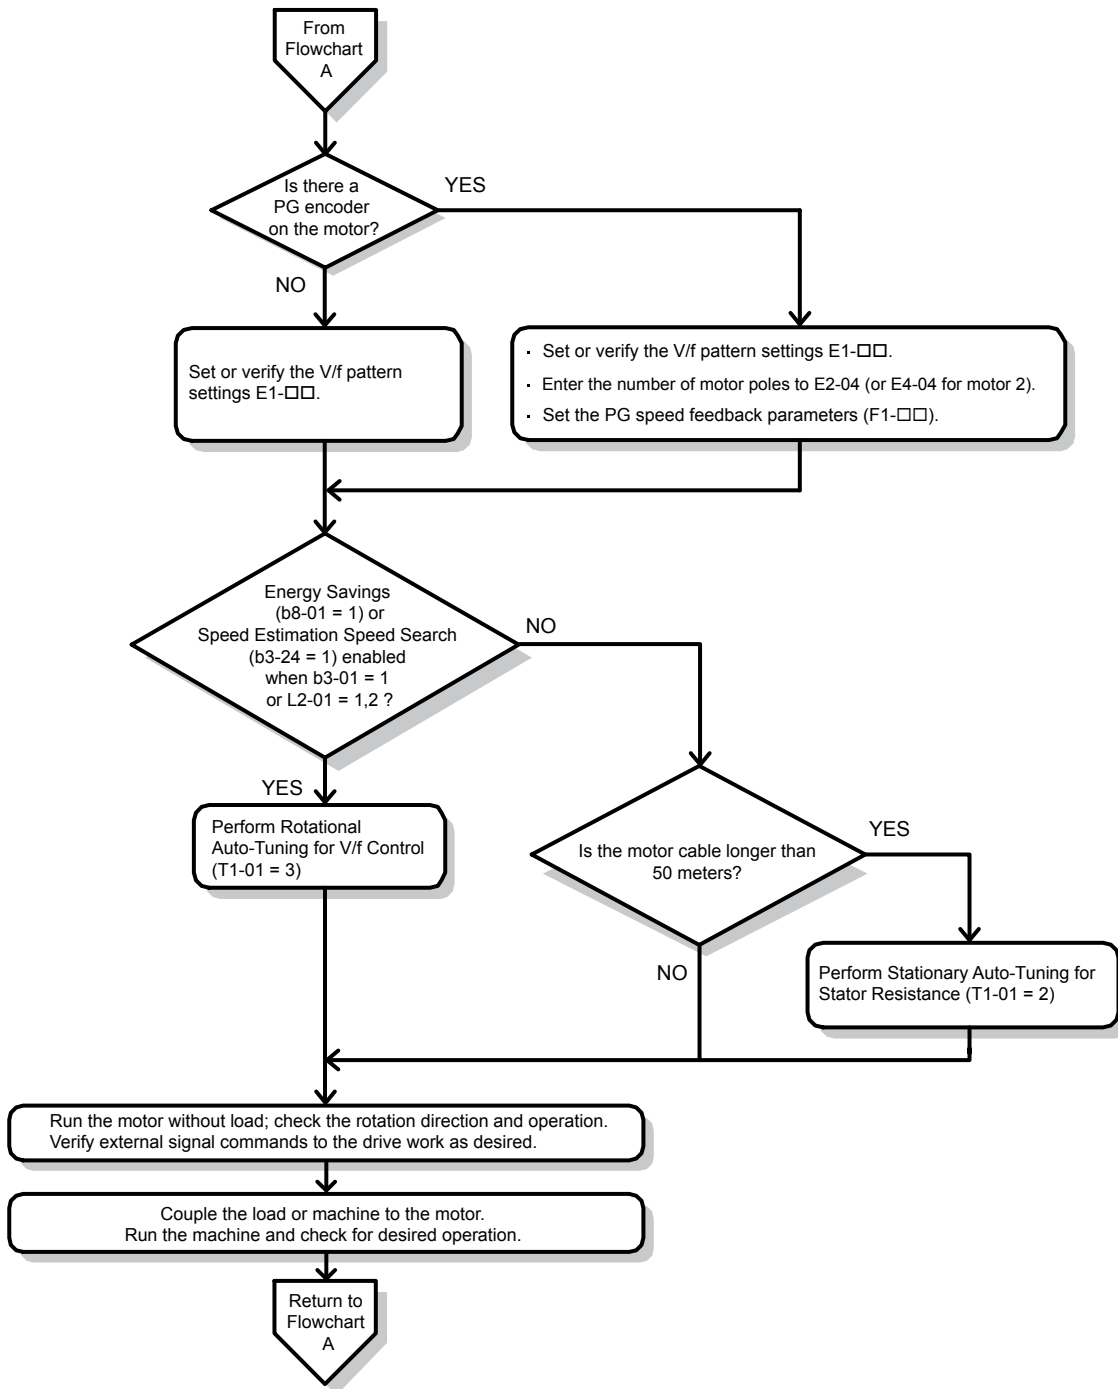 From
Flowchart
A
Is there a
PG encoder
on the motor?
YES
NO
Set or verify the V/f pattern
settings E1-□□.
· Set or verify the V/f pattern settings E1-□□.
· Enter the number of motor poles to E2-04 (or E4-04 for motor 2).
· Set the PG speed feedback parameters (F1-□□).
Energy Savings
(b8-01 = 1) or
Speed Estimation Speed Search
(b3-24 = 1) enabled
when b3-01 = 1
or L2-01 = 1,2 ?
NO
YES
Perform Rotational
Auto-Tuning for V/f Control
(T1-01 = 3)
Is the motor cable longer than
50 meters?
YES
NO
Perform Stationary Auto-Tuning for
Stator Resistance (T1-01 = 2)
Run the motor without load; check the rotation direction and operation.
Verify external signal commands to the drive work as desired.
Couple the load or machine to the motor.
Run the machine and check for desired operation.
Return to
Flowchart
A